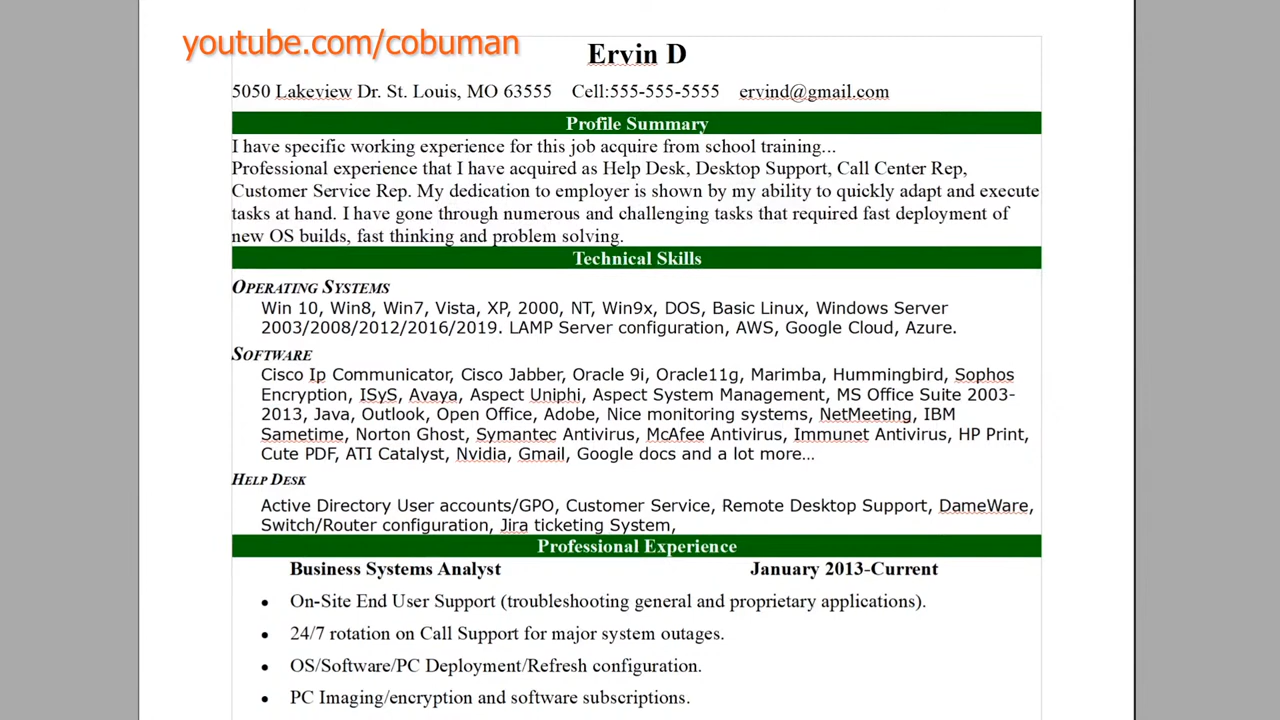 youtube.com/cobuman
Ervin D
5050 Lakeview Dr. St. Louis, MO 63555 Cell:555-555-5555 ervind@gmail.com
Profile Summary
I have specific working experience for this job acquire from school training...
Professional experience that I have acquired as Help Desk, Desktop Support, Call Center Rep,
Customer Service Rep. My dedication to employer is shown by my ability to quickly adapt and execute
tasks at hand. I have gone through numerous and challenging tasks that required fast deployment of
new OS builds, fast thinking and problem solving.
Technical Skills
OPERATING SYSTEMS
Win 10, Win8, Win7, Vista, XP, 2000, NT, Win9x, DOS, Basic Linux, Windows Server
2003/2008/2012/2016/2019. LAMP Server configuration, AWS, Google Cloud, Azure.
SOFTWARE
Cisco Ip Communicator, Cisco Jabber, Oracle 9i, Oracle11g, Marimba, Hummingbird, Sophos
Encryption, ISyS, Avaya, Aspect Uniphi, Aspect System Management, MS Office Suite 2003-
2013, Java, Outlook, Open Office, Adobe, Nice monitoring systems, NetMeeting, IBM
Sametime, Norton Ghost, Symantec Antivirus, McAfee Antivirus, Immunet Antivirus, HP Print,
Cute PDF, ATI Catalyst, Nvidia, Gmail, Google docs and a lot more...
HELP DESK
Active Directory User accounts/GPO, Customer Service, Remote Desktop Support, DameWare,
Switch/Router configuration, Jira ticketing System,
Professional Experience
Business Systems Analyst January 2013-Current
• On-Site End User Support (troubleshooting general and proprietary applications).
• 24/7 rotation on Call Support for major system outages.
• OS/Software/PC Deployment/Refresh configuration.
• PC Imaging/encryption and software subscriptions.